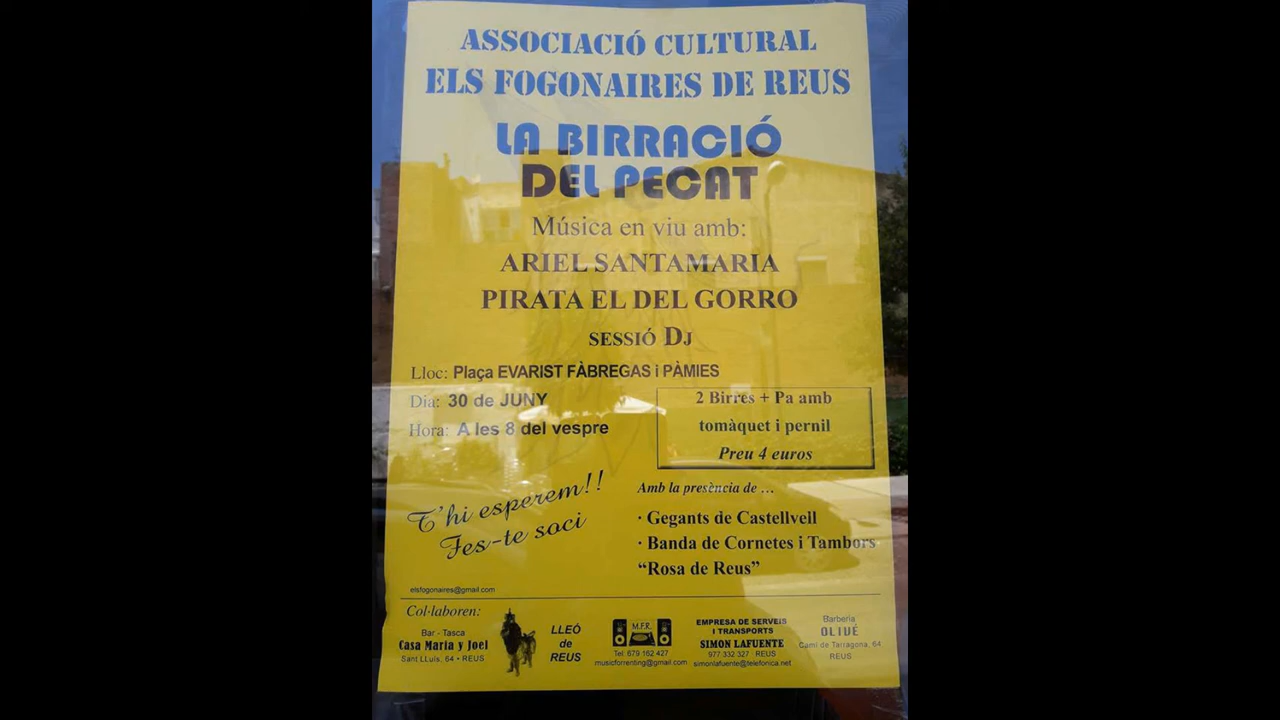 ASSOCIACIÓ CULTURAL
ELS FOGONAIRES DE REUS
LA BIRRACIÓ
DEL PECAT
Música en viu amb:
ARIEL SANTAMARIA
PIRATA EL DEL GORRO
SESSIÓ DJ
Lloc: Plaça EVARIST FÀBREGAS i PÀMIES
Dia: 30 de JUNY
Hora: A les 8 del vespre
2 Birres + Pa amb
tomàquet i pernil
Preu 4 euros
T'hi esperem!!
Fes-te soci
Amb la presència de ...
· Gegants de Castellvell
· Banda de Cornetes i Tambors
“Rosa de Reus”
elsfogonaires@gmail.com
Col·laboren:
Bar - Tasca
Casa Maria y Joel
Sant LLuís, 64 • REUS
LLEÓ
de
REUS
M.F.R.
Tel: 679 162 427
musicforrenting@gmail.com
EMPRESA DE SERVEIS
I TRANSPORTS
SIMON LAFUENTE
977 332 327 REUS
simonlafuente@telefonica.net
Barberia
OLIVÉ
Camí de Tarragona, 64
REUS